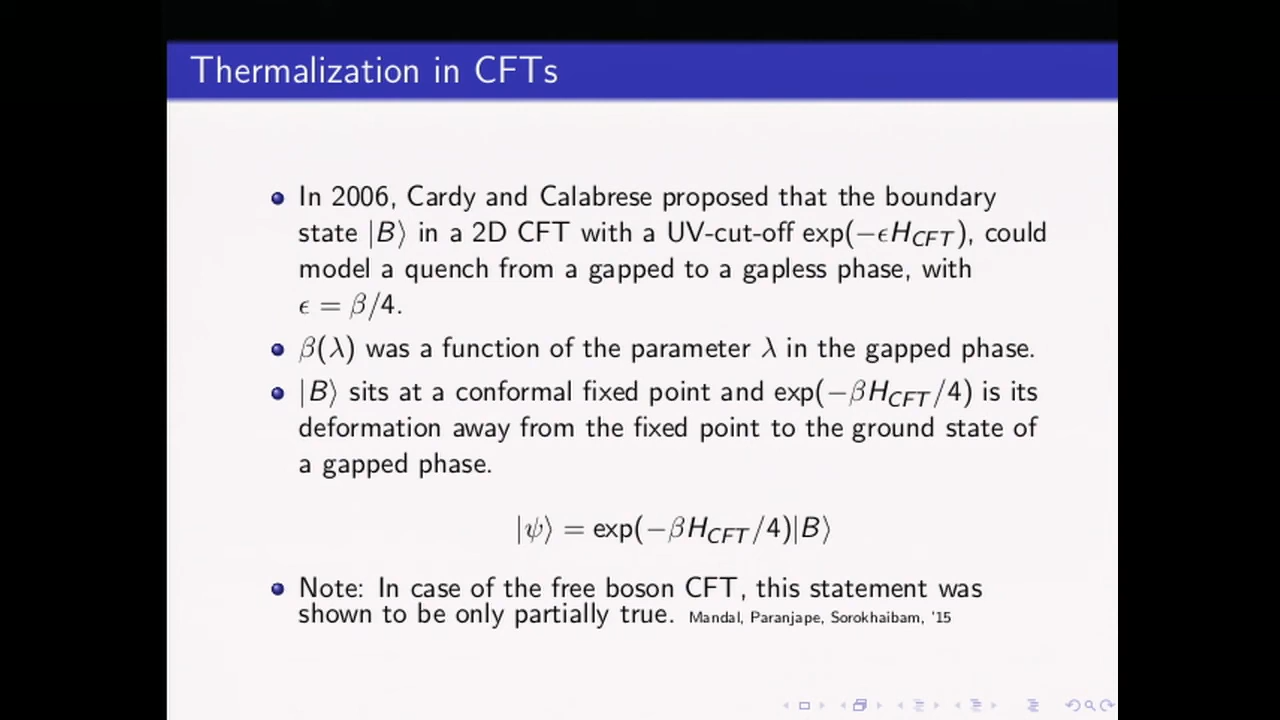 Thermalization in CFTs
In 2006, Cardy and Calabrese proposed that the boundary
state |B⟩ in a 2D CFT with a UV-cut-off exp(−ϵH_CFT), could
model a quench from a gapped to a gapless phase, with
ϵ = β/4.
β(λ) was a function of the parameter λ in the gapped phase.
|B⟩ sits at a conformal fixed point and exp(−βH_CFT/4) is its
deformation away from the fixed point to the ground state of
a gapped phase.
|ψ⟩ = exp(−βH_CFT/4)|B⟩
Note: In case of the free boson CFT, this statement was
shown to be only partially true. Mandal, Paranjape, Sorokhaibam, '15